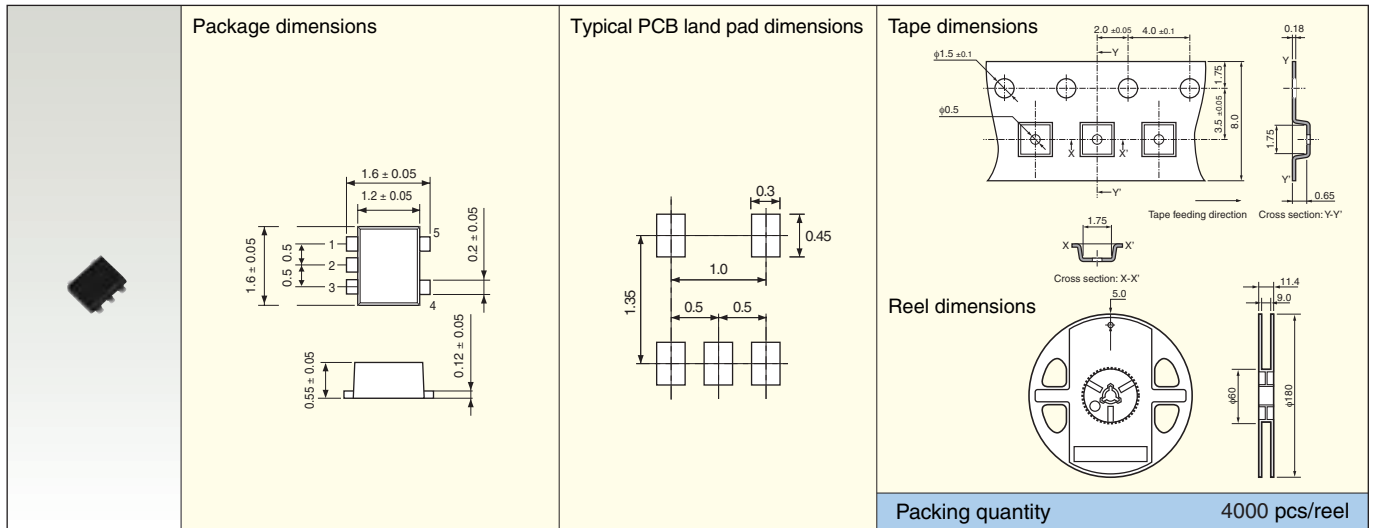 Package dimensions
1.6 ± 0.05
1.2 ± 0.05
1.6 ± 0.05
0.5
0.5
1
2
3
5
4
0.2 ± 0.05
0.55 ± 0.05
0.12 ± 0.05
Typical PCB land pad dimensions
0.3
0.45
1.0
1.35
0.5
0.5
Tape dimensions
2.0 ±0.05
4.0 ±0.1
0.18
φ1.5 ±0.1
Y
Y
1.75
φ0.5
3.5 ±0.05
8.0
1.75
X
X'
Y'
Y'
0.65
Tape feeding direction
Cross section: Y-Y'
1.75
X
X'
Cross section: X-X'
Reel dimensions
5.0
11.4
9.0
φ60
φ180
Packing quantity 4000 pcs/reel